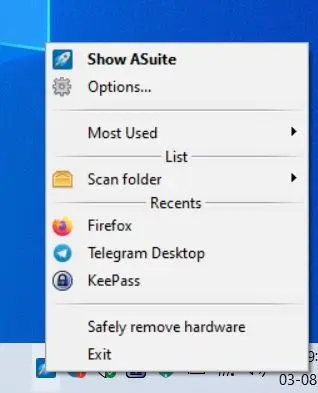 Show ASuite
Options...
Most Used
List
Scan folder
Recents
Firefox
Telegram Desktop
KeePass
Safely remove hardware
Exit
03-08